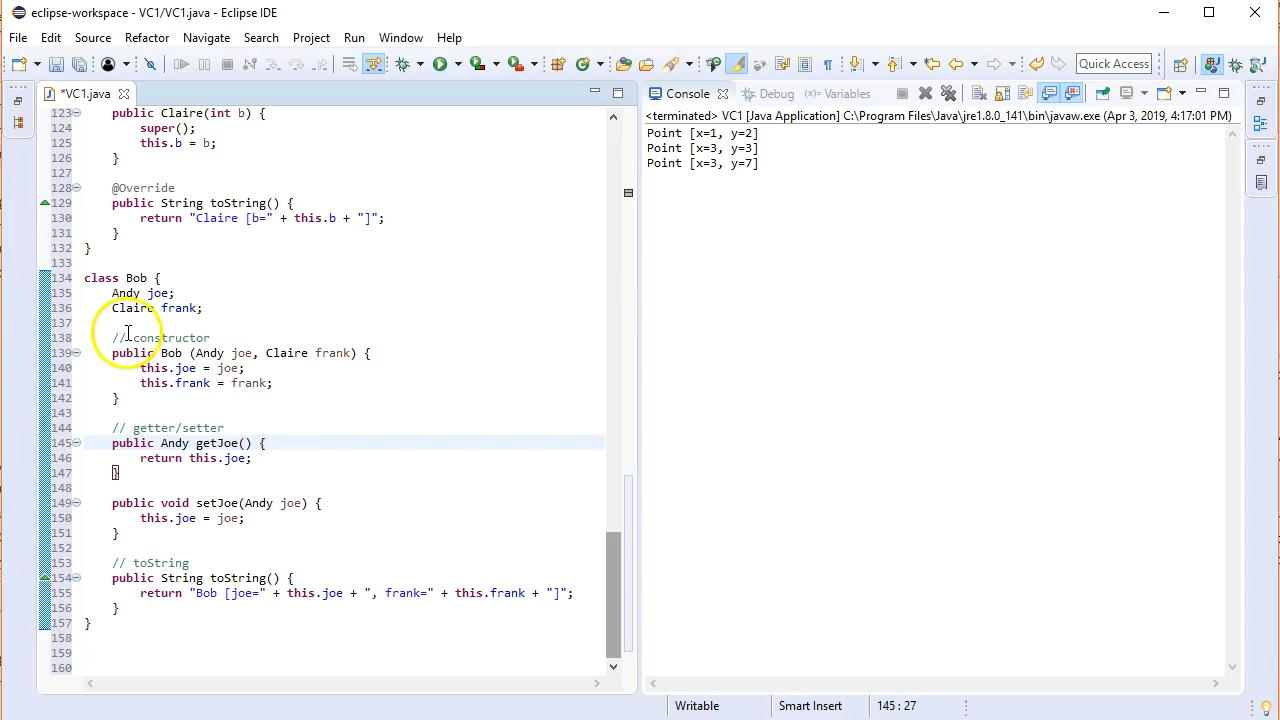 eclipse-workspace - VC1/VC1.java - Eclipse IDE
File Edit Source Refactor Navigate Search Project Run Window Help
Quick Access
*VC1.java
Console Debug Variables
<terminated> VC1 [Java Application] C:\Program Files\Java\jre1.8.0_141\bin\javaw.exe (Apr 3, 2019, 4:17:01 PM)
Point [x=1, y=2]
Point [x=3, y=3]
Point [x=3, y=7]
123 public Claire(int b) {
124 super();
125 this.b = b;
126 }
127
128 @Override
129 public String toString() {
130 return "Claire [b=" + this.b + "]";
131 }
132 }
133
134 class Bob {
135 Andy joe;
136 Claire frank;
137
138 // constructor
139 public Bob (Andy joe, Claire frank) {
140 this.joe = joe;
141 this.frank = frank;
142 }
143
144 // getter/setter
145 public Andy getJoe() {
146 return this.joe;
147 }
148
149 public void setJoe(Andy joe) {
150 this.joe = joe;
151 }
152
153 // toString
154 public String toString() {
155 return "Bob [joe=" + this.joe + ", frank=" + this.frank + "]";
156 }
157 }
158
159
160
Writable Smart Insert 145 : 27